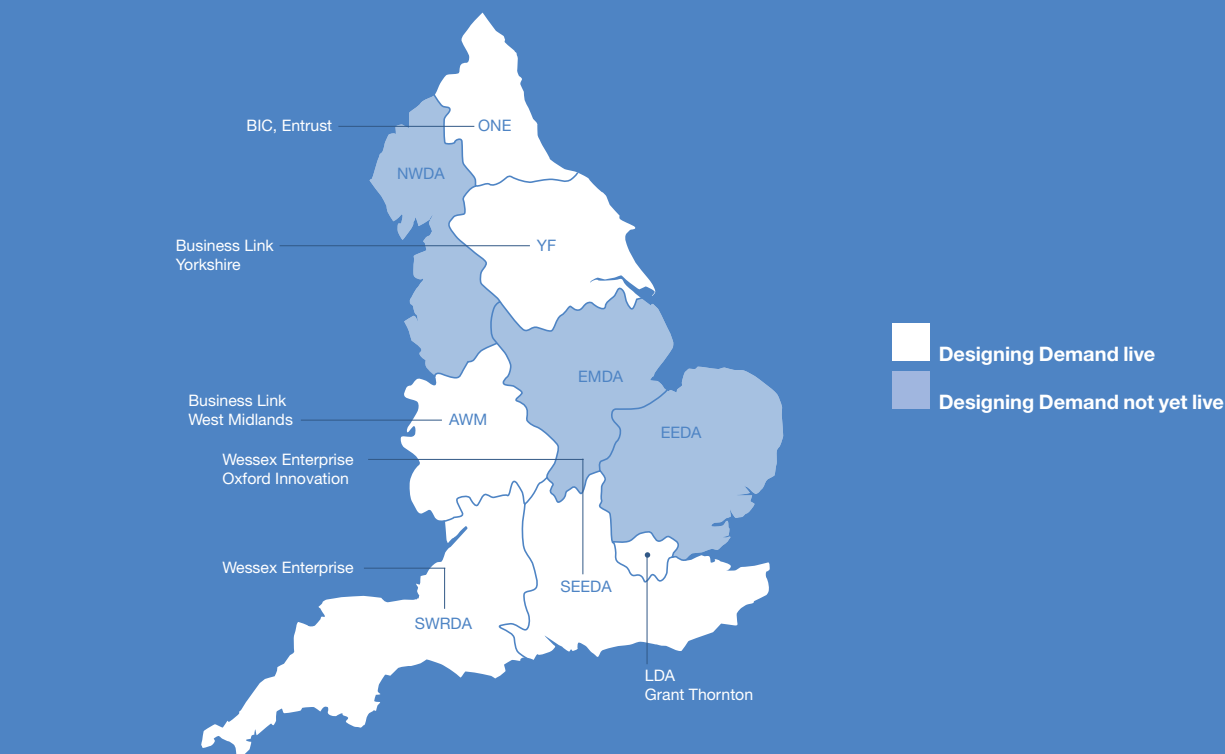 BIC, Entrust
ONE
NWDA
Business Link
Yorkshire
YF
Designing Demand live
EMDA
Designing Demand not yet live
Business Link
West Midlands
AWM
EEDA
Wessex Enterprise
Oxford Innovation
Wessex Enterprise
SEEDA
SWRDA
LDA
Grant Thornton